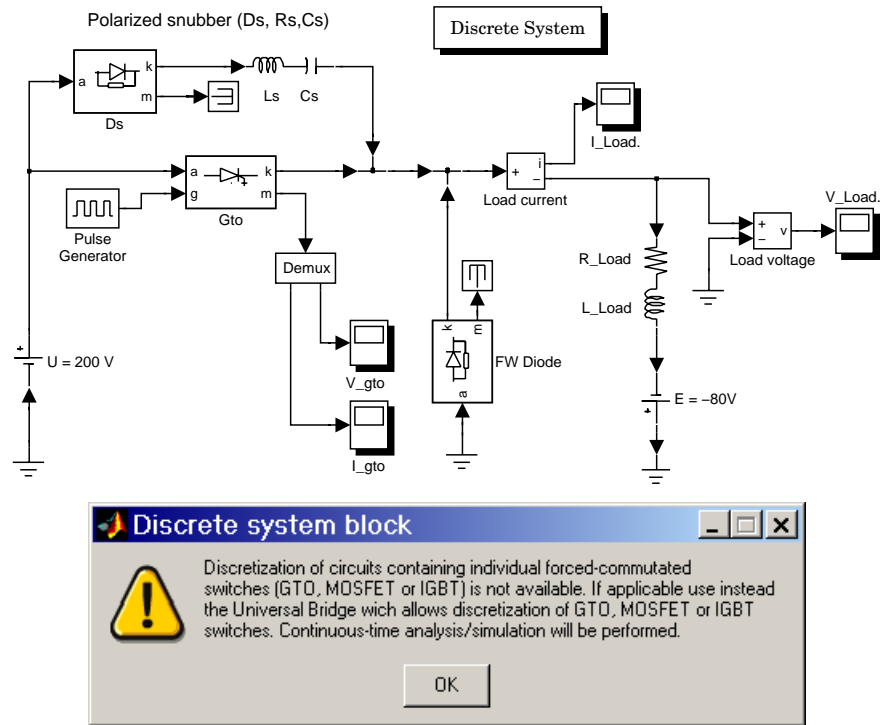 Polarized snubber (Ds, Rs,Cs)
Discrete System
a
k
m
Ds
Ls
Cs
I_Load.
a
g
k
m
Gto
Pulse
Generator
+
i
−
Load current
V_Load.
+
−
v
Load voltage
Demux
R_Load
L_Load
k
m
a
FW Diode
+
U = 200 V
V_gto
I_gto
+
E = −80V
Discrete system block
Discretization of circuits containing individual forced-commutated
switches (GTO, MOSFET or IGBT) is not available. If applicable use instead
the Universal Bridge wich allows discretization of GTO, MOSFET or IGBT
switches. Continuous-time analysis/simulation will be performed.
OK